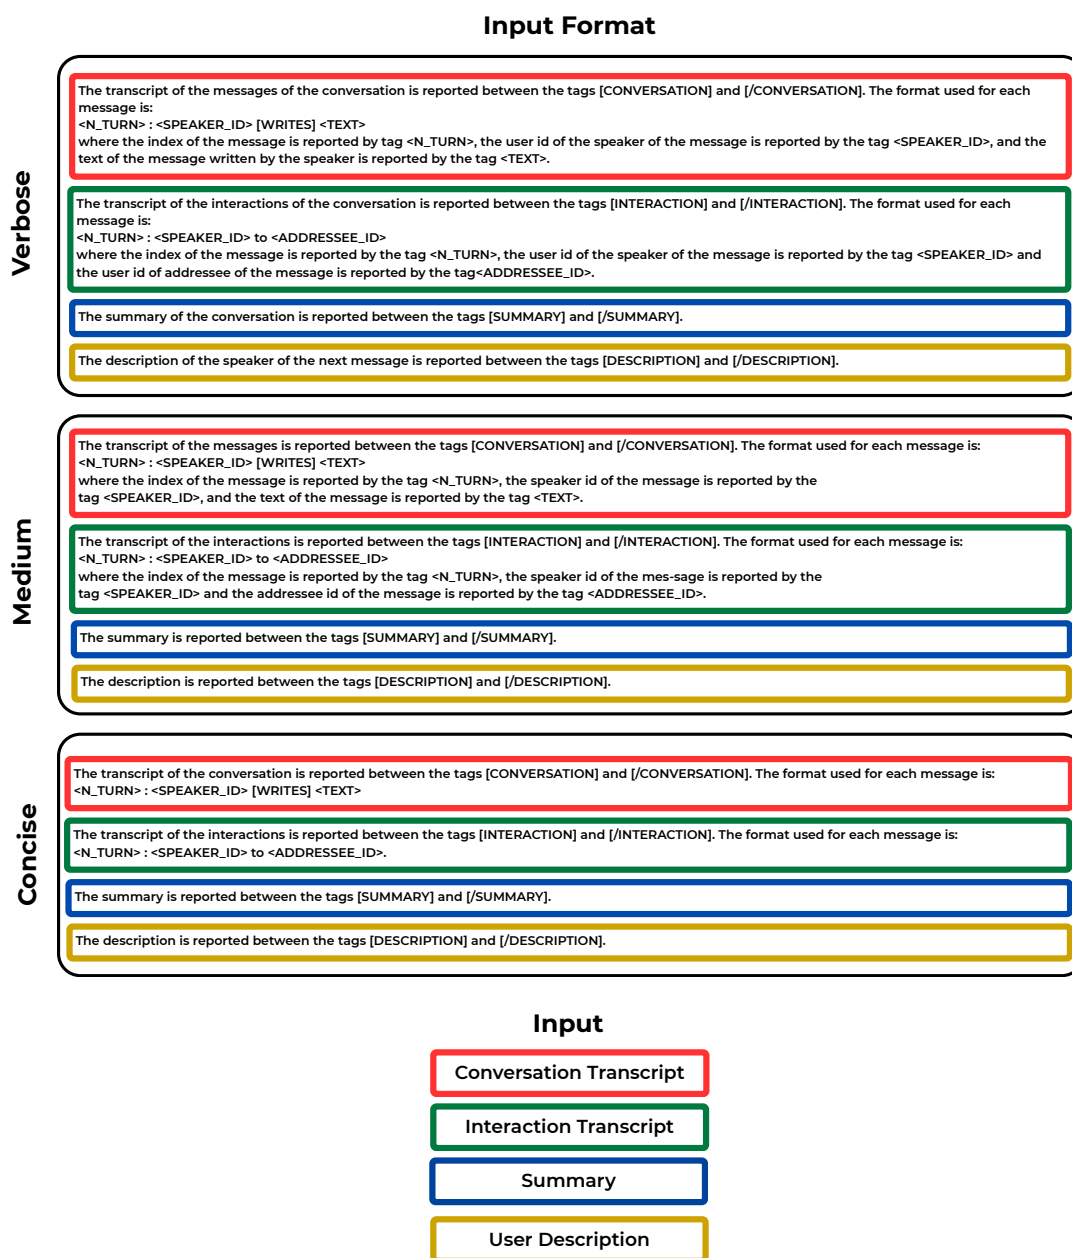 Input Format
Verbose
The transcript of the messages of the conversation is reported between the tags [CONVERSATION] and [/CONVERSATION]. The format used for each
message is:
<N_TURN> : <SPEAKER_ID> [WRITES] <TEXT>
where the index of the message is reported by tag <N_TURN>, the user id of the speaker of the message is reported by the tag <SPEAKER_ID>, and the
text of the message written by the speaker is reported by the tag <TEXT>.
The transcript of the interactions of the conversation is reported between the tags [INTERACTION] and [/INTERACTION]. The format used for each
message is:
<N_TURN> : <SPEAKER_ID> to <ADDRESSEE_ID>
where the index of the message is reported by the tag <N_TURN>, the user id of the speaker of the message is reported by the tag <SPEAKER_ID> and
the user id of addressee of the message is reported by the tag<ADDRESSEE_ID>.
The summary of the conversation is reported between the tags [SUMMARY] and [/SUMMARY].
The description of the speaker of the next message is reported between the tags [DESCRIPTION] and [/DESCRIPTION].
Medium
The transcript of the messages is reported between the tags [CONVERSATION] and [/CONVERSATION]. The format used for each message is:
<N_TURN> : <SPEAKER_ID> [WRITES] <TEXT>
where the index of the message is reported by the tag <N_TURN>, the speaker id of the message is reported by the
tag <SPEAKER_ID>, and the text of the message is reported by the tag <TEXT>.
The transcript of the interactions is reported between the tags [INTERACTION] and [/INTERACTION]. The format used for each message is:
<N_TURN> : <SPEAKER_ID> to <ADDRESSEE_ID>
where the index of the message is reported by the tag <N_TURN>, the speaker id of the mes-sage is reported by the
tag <SPEAKER_ID> and the addressee id of the message is reported by the tag <ADDRESSEE_ID>.
The summary is reported between the tags [SUMMARY] and [/SUMMARY].
The description is reported between the tags [DESCRIPTION] and [/DESCRIPTION].
Concise
The transcript of the conversation is reported between the tags [CONVERSATION] and [/CONVERSATION]. The format used for each message is:
<N_TURN> : <SPEAKER_ID> [WRITES] <TEXT>
The transcript of the interactions is reported between the tags [INTERACTION] and [/INTERACTION]. The format used for each message is:
<N_TURN> : <SPEAKER_ID> to <ADDRESSEE_ID>.
The summary is reported between the tags [SUMMARY] and [/SUMMARY].
The description is reported between the tags [DESCRIPTION] and [/DESCRIPTION].
Input
Conversation Transcript
Interaction Transcript
Summary
User Description